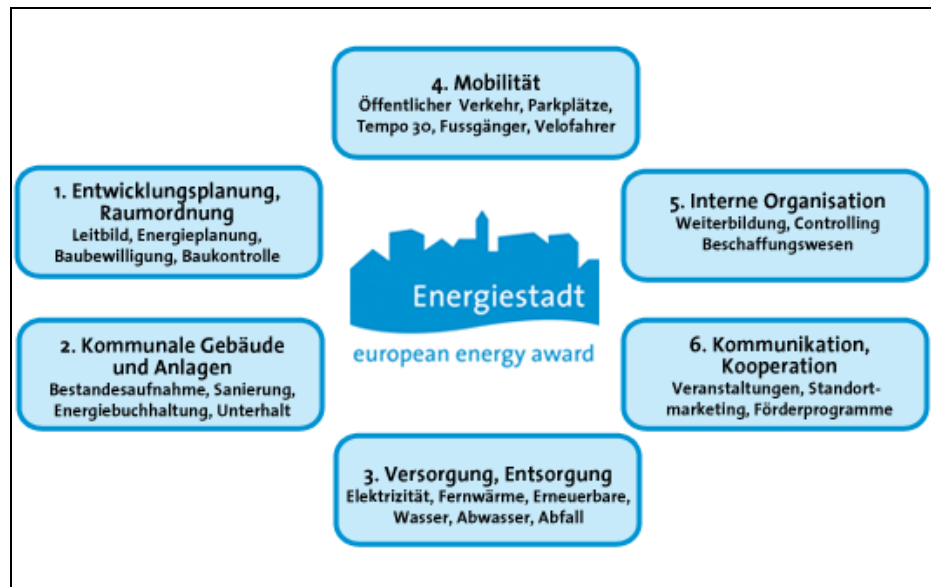 4. Mobilität
Öffentlicher Verkehr, Parkplätze,
Tempo 30, Fussgänger, Velofahrer
1. Entwicklungsplanung,
Raumordnung
Leitbild, Energieplanung,
Baubewilligung, Baukontrolle
5. Interne Organisation
Weiterbildung, Controlling
Beschaffungswesen
Energiestadt
european energy award
2. Kommunale Gebäude
und Anlagen
Bestandesaufnahme, Sanierung,
Energiebuchhaltung, Unterhalt
6. Kommunikation,
Kooperation
Veranstaltungen, Standort-
marketing, Förderprogramme
3. Versorgung, Entsorgung
Elektrizität, Fernwärme, Erneuerbare,
Wasser, Abwasser, Abfall